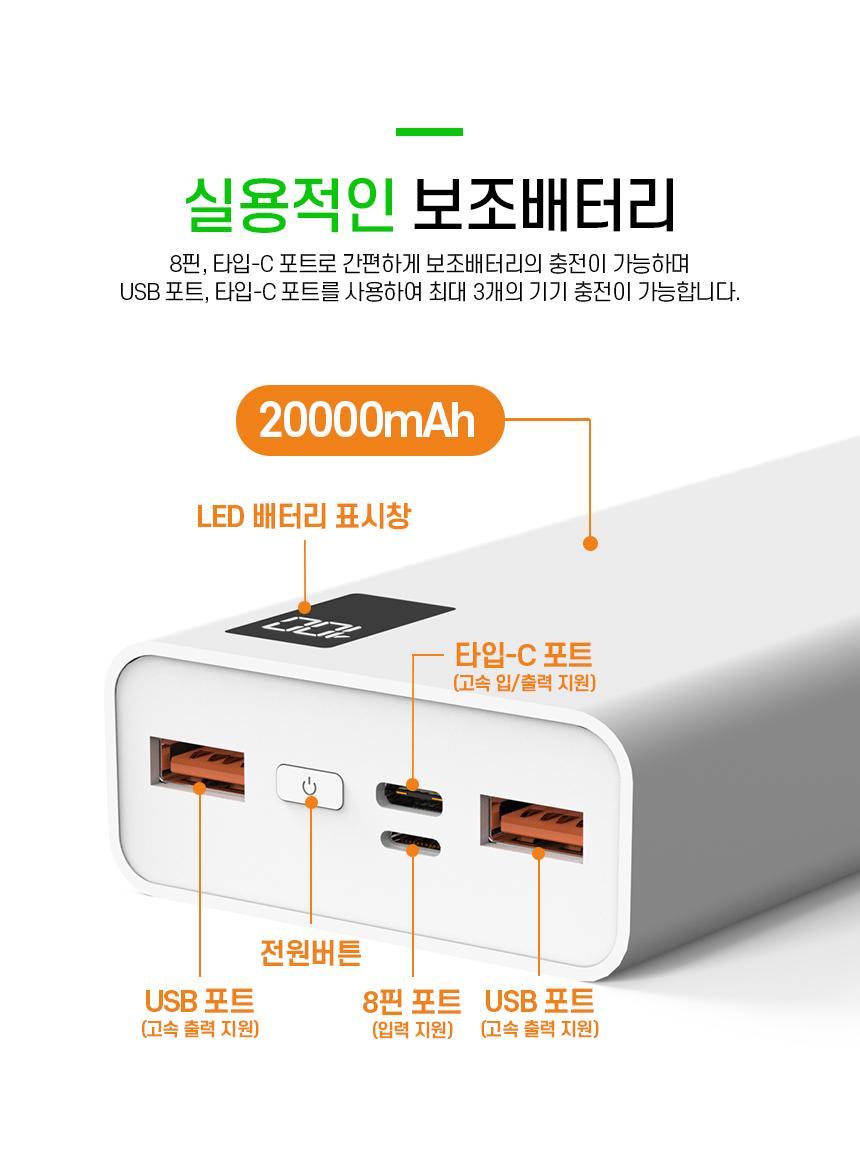 실용적인 보조배터리
8핀, 타입-C 포트로 간편하게 보조배터리의 충전이 가능하며
USB 포트, 타입-C 포트를 사용하여 최대 3개의 기기 충전이 가능합니다.
20000mAh
LED 배터리 표시창
100
타입-C 포트
(고속 입/출력 지원)
전원버튼
USB 포트
(고속 출력 지원)
8핀 포트
(입력 지원)
USB 포트
(고속 출력 지원)